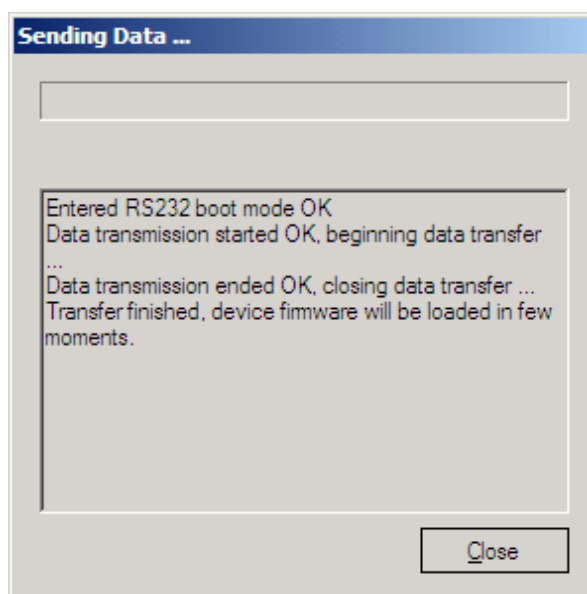 Sending Data ...
Entered RS232 boot mode OK
Data transmission started OK, beginning data transfer
...
Data transmission ended OK, closing data transfer ...
Transfer finished, device firmware will be loaded in few
moments.
Close